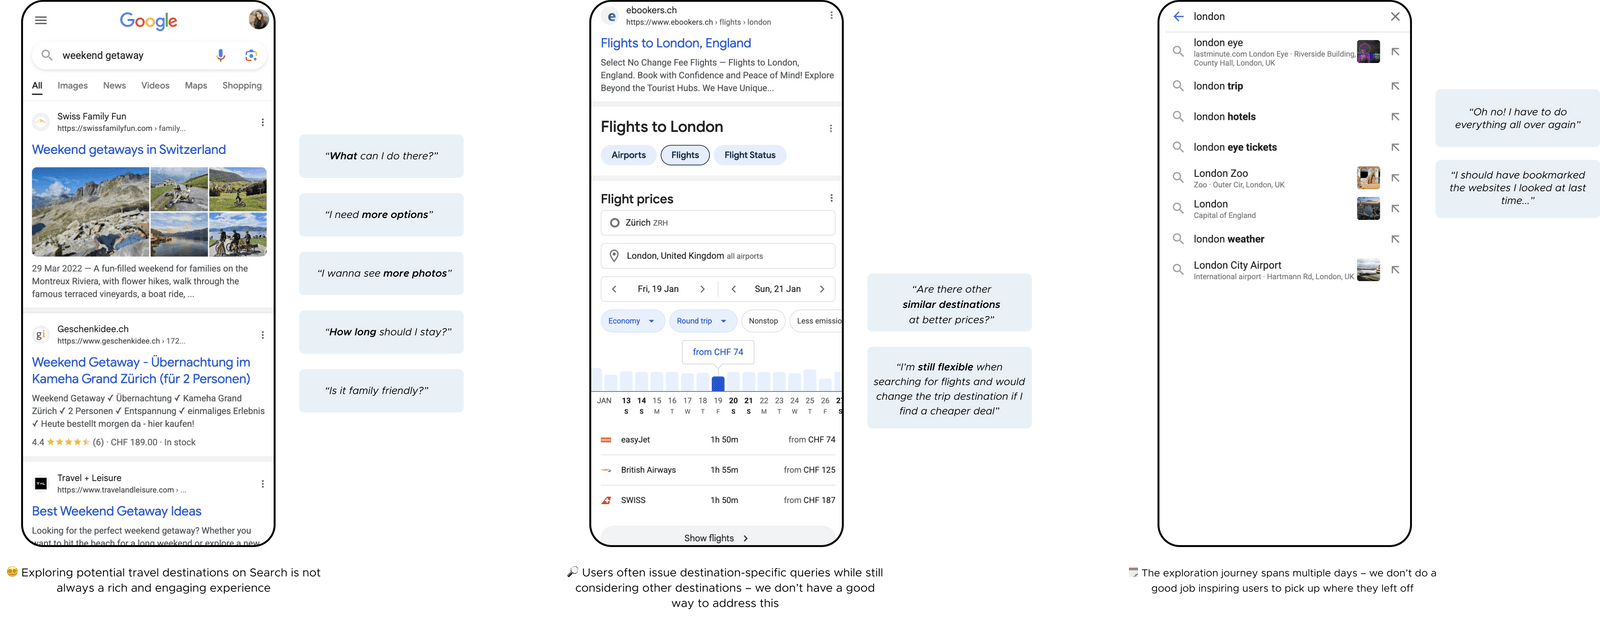 Google
weekend getaway
All Images News Videos Maps Shopping
Swiss Family Fun
https://swissfamilyfun.com › family...
Weekend getaways in Switzerland
29 Mar 2022 — A fun-filled weekend for families on the
Montreux Riviera, with flower hikes, walk through the
famous terraced vineyards, a boat ride, ...
gi
Geschenkidee.ch
https://www.geschenkidee.ch › 172...
Weekend Getaway - Übernachtung im
Kameha Grand Zürich (für 2 Personen)
Weekend Getaway ✓ Übernachtung ✓ Kameha Grand
Zürich ✓ 2 Personen ✓ Entspannung ✓ einmaliges Erlebnis
✓ Heute bestellt morgen da - hier kaufen!
4.4 ★★★★★ (6) · CHF 189.00 · In stock
Travel + Leisure
https://www.travelandleisure.com › ...
Best Weekend Getaway Ideas
Looking for the perfect weekend getaway? Whether you
want to hit the beach for a long weekend or explore a new
“What can I do there?”
“I need more options”
“I wanna see more photos”
“How long should I stay?”
“Is it family friendly?”
🤓 Exploring potential travel destinations on Search is not
always a rich and engaging experience
e
ebookers.ch
https://www.ebookers.ch › flights › london
Flights to London, England
Select No Change Fee Flights — Flights to London,
England. Book with Confidence and Peace of Mind! Explore
Beyond the Tourist Hubs. We Have Unique...
Flights to London
Airports Flights Flight Status
Flight prices
Zürich ZRH
London, United Kingdom all airports
Fri, 19 Jan Sun, 21 Jan
Economy Round trip Nonstop Less emissio
from CHF 74
JAN 13 14 15 16 17 18 19 20 21 22 23 24 25 26 27
S S M T W T F S S M T W T F S
easyJet 1h 50m from CHF 74
British Airways 1h 55m from CHF 125
SWISS 1h 50m from CHF 187
Show flights
“Are there other
similar destinations
at better prices?”
“I'm still flexible when
searching for flights and would
change the trip destination if I
find a cheaper deal”
🔎 Users often issue destination-specific queries while still
considering other destinations – we don’t have a good
way to address this
london
london eye
lastminute.com London Eye · Riverside Building,
County Hall, London, UK
london trip
london hotels
london eye tickets
London Zoo
Zoo · Outer Cir, London, UK
London
Capital of England
london weather
London City Airport
International airport · Hartmann Rd, London, UK
“Oh no! I have to do
everything all over again”
“I should have bookmarked
the websites I looked at last
time...”
🗓️ The exploration journey spans multiple days – we don’t do a
good job inspiring users to pick up where they left off